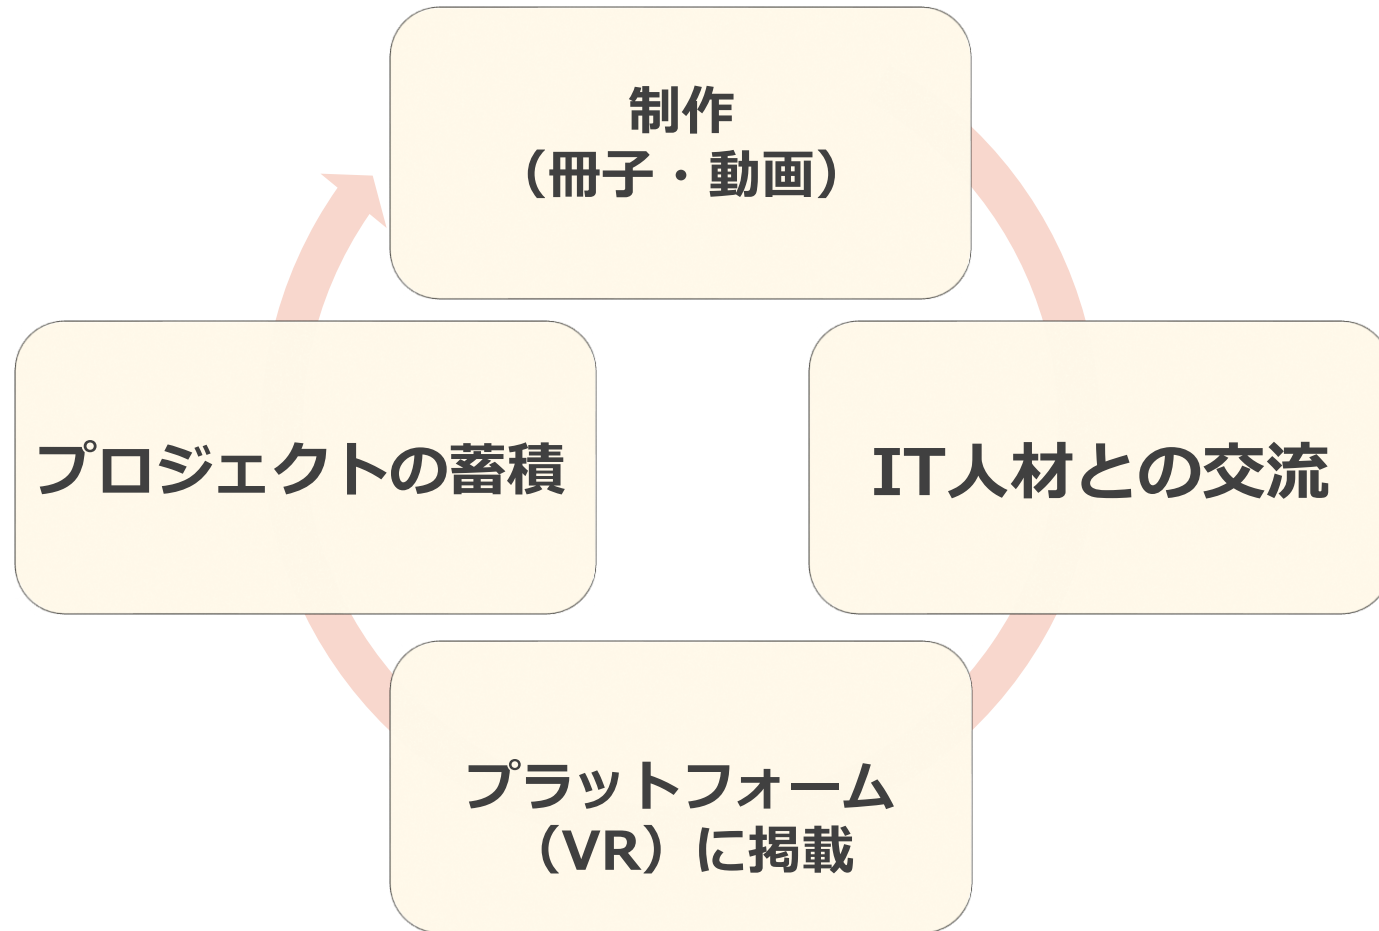 制作
（冊子・動画）
プロジェクトの蓄積
IT人材との交流
プラットフォーム
（VR）に掲載